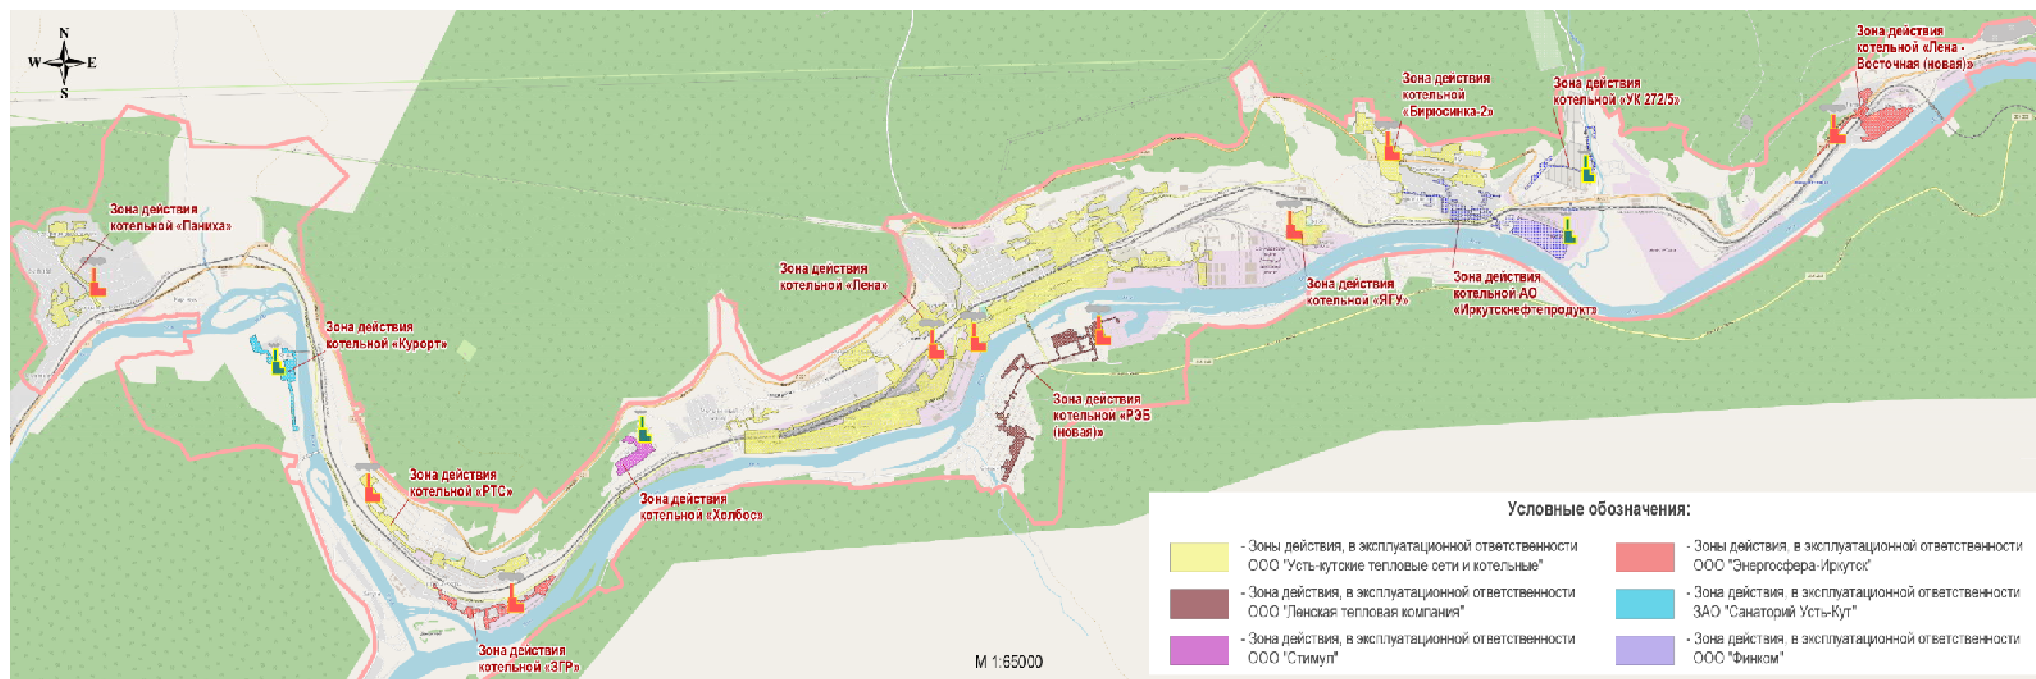 N
W E
S
Зона действия
котельной «Паниха»
Зона действия
котельной «Курорт»
Зона действия
котельной «РТС»
Зона действия
котельной «ЗГР»
Зона действия
котельной «Холбос»
Зона действия
котельной «Лена»
Зона действия
котельной «РЭБ
(новая)»
Зона действия
котельной «ЯГУ»
Зона действия
котельной
«Бирюсинка-2»
Зона действия
котельной АО
«Иркутскнефтепродукт»
Зона действия
котельной «УК 272/5»
Зона действия
котельной «Лена -
Восточная (новая)»
М 1:65000
Условные обозначения:
- Зоны действия, в эксплуатационной ответственности
ООО "Усть-кутские тепловые сети и котельные"
- Зона действия, в эксплуатационной ответственности
ООО "Ленская тепловая компания"
- Зона действия, в эксплуатационной ответственности
ООО "Стимул"
- Зоны действия, в эксплуатационной ответственности
ООО "Энергосфера-Иркутск"
- Зона действия, в эксплуатационной ответственности
ЗАО "Санаторий Усть-Кут"
- Зона действия, в эксплуатационной ответственности
ООО "Финком"